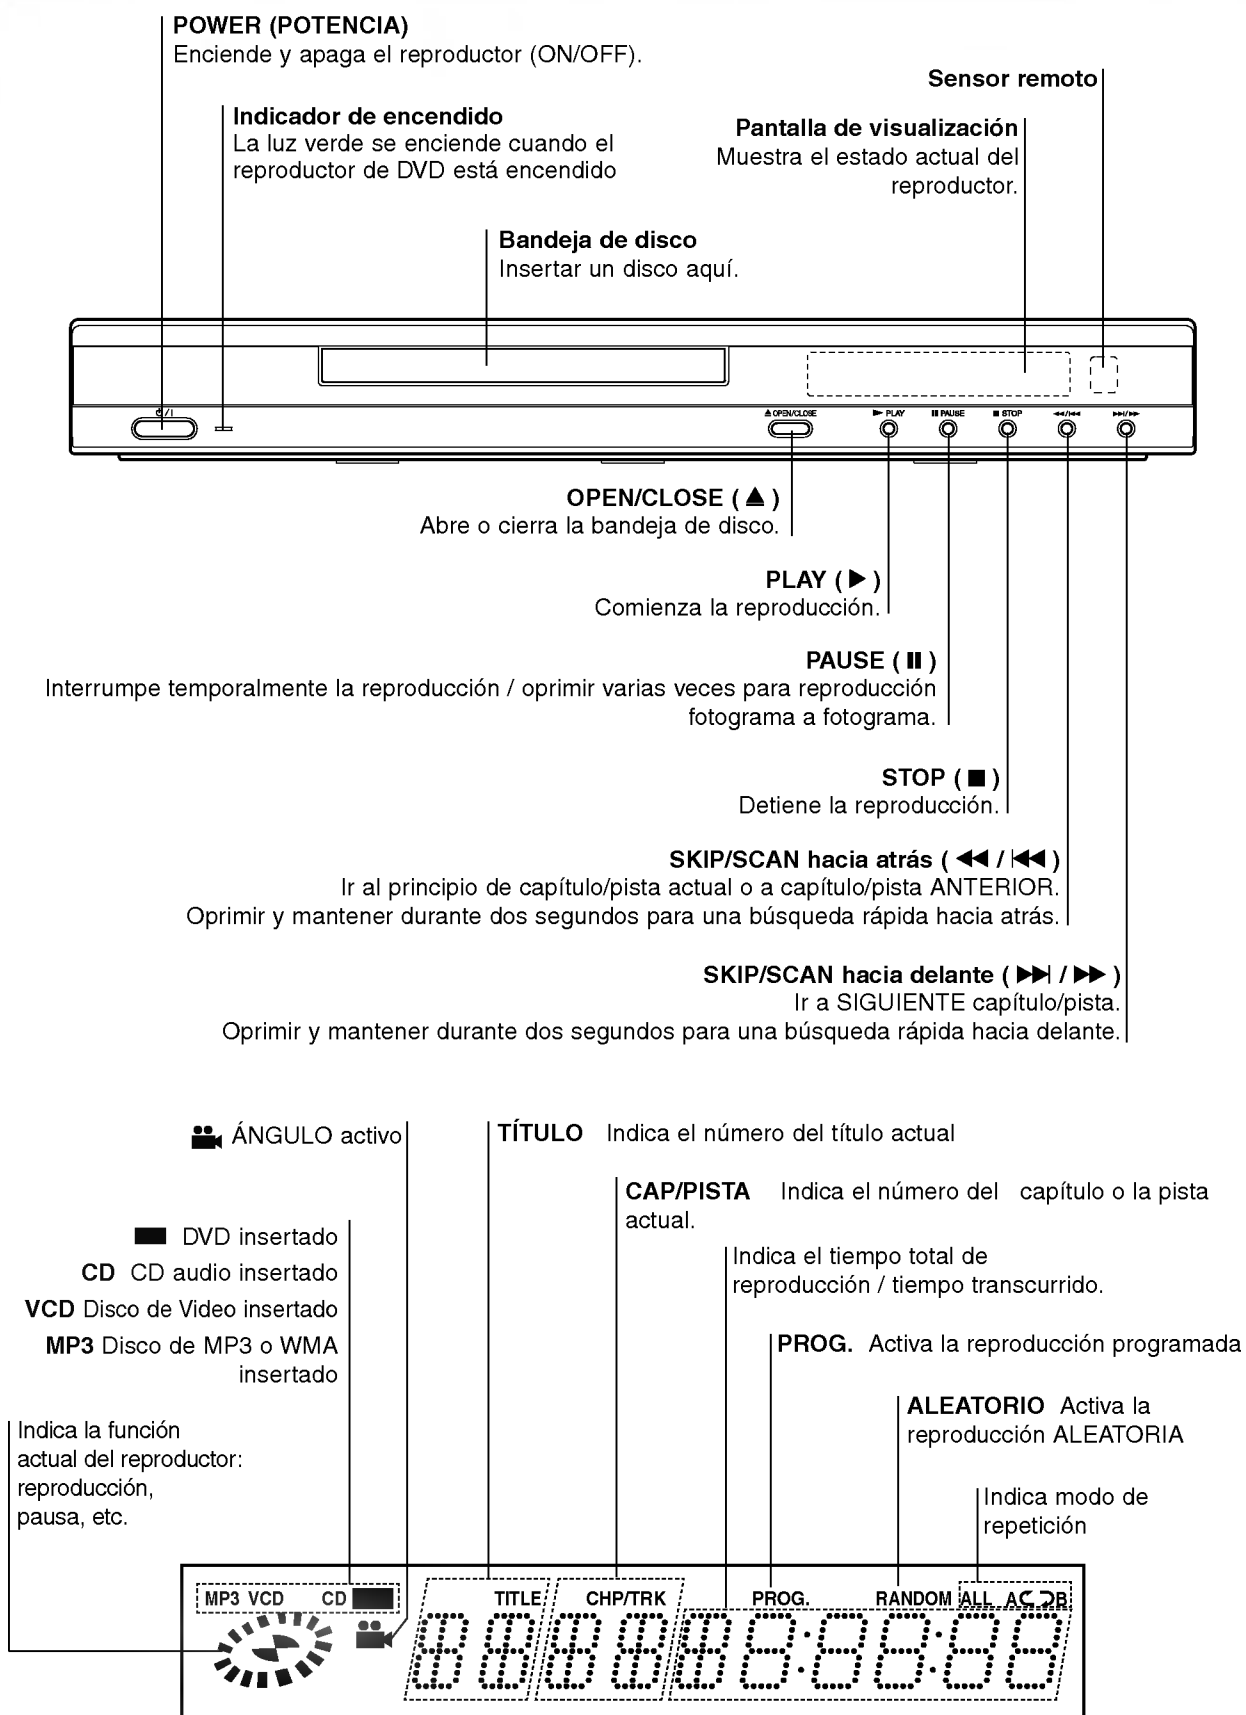 POWER (POTENCIA)
Enciende y apaga el reproductor (ON/OFF).
Sensor remoto
Indicador de encendido
La luz verde se enciende cuando el
reproductor de DVD está encendido
Pantalla de visualización
Muestra el estado actual del
reproductor.
Bandeja de disco
Insertar un disco aquí.
⏻/I
▲ OPEN/CLOSE ► PLAY II PAUSE ■ STOP ◄◄/I◄◄ ►►I/►►
OPEN/CLOSE ( ▲ )
Abre o cierra la bandeja de disco.
PLAY ( ► )
Comienza la reproducción.
PAUSE ( II )
Interrumpe temporalmente la reproducción / oprimir varias veces para reproducción
fotograma a fotograma.
STOP ( ■ )
Detiene la reproducción.
SKIP/SCAN hacia atrás ( ◄◄ / I◄◄ )
Ir al principio de capítulo/pista actual o a capítulo/pista ANTERIOR.
Oprimir y mantener durante dos segundos para una búsqueda rápida hacia atrás.
SKIP/SCAN hacia delante ( ►►I / ►► )
Ir a SIGUIENTE capítulo/pista.
Oprimir y mantener durante dos segundos para una búsqueda rápida hacia delante.
ÁNGULO activo
TÍTULO Indica el número del título actual
CAP/PISTA Indica el número del capítulo o la pista
actual.
DVD insertado
CD CD audio insertado
VCD Disco de Video insertado
MP3 Disco de MP3 o WMA
insertado
Indica el tiempo total de
reproducción / tiempo transcurrido.
PROG. Activa la reproducción programada
ALEATORIO Activa la
reproducción ALEATORIA
Indica la función
actual del reproductor:
reproducción,
pausa, etc.
Indica modo de
repetición
MP3 VCD CD TITLE CHP/TRK PROG. RANDOM ALL A B